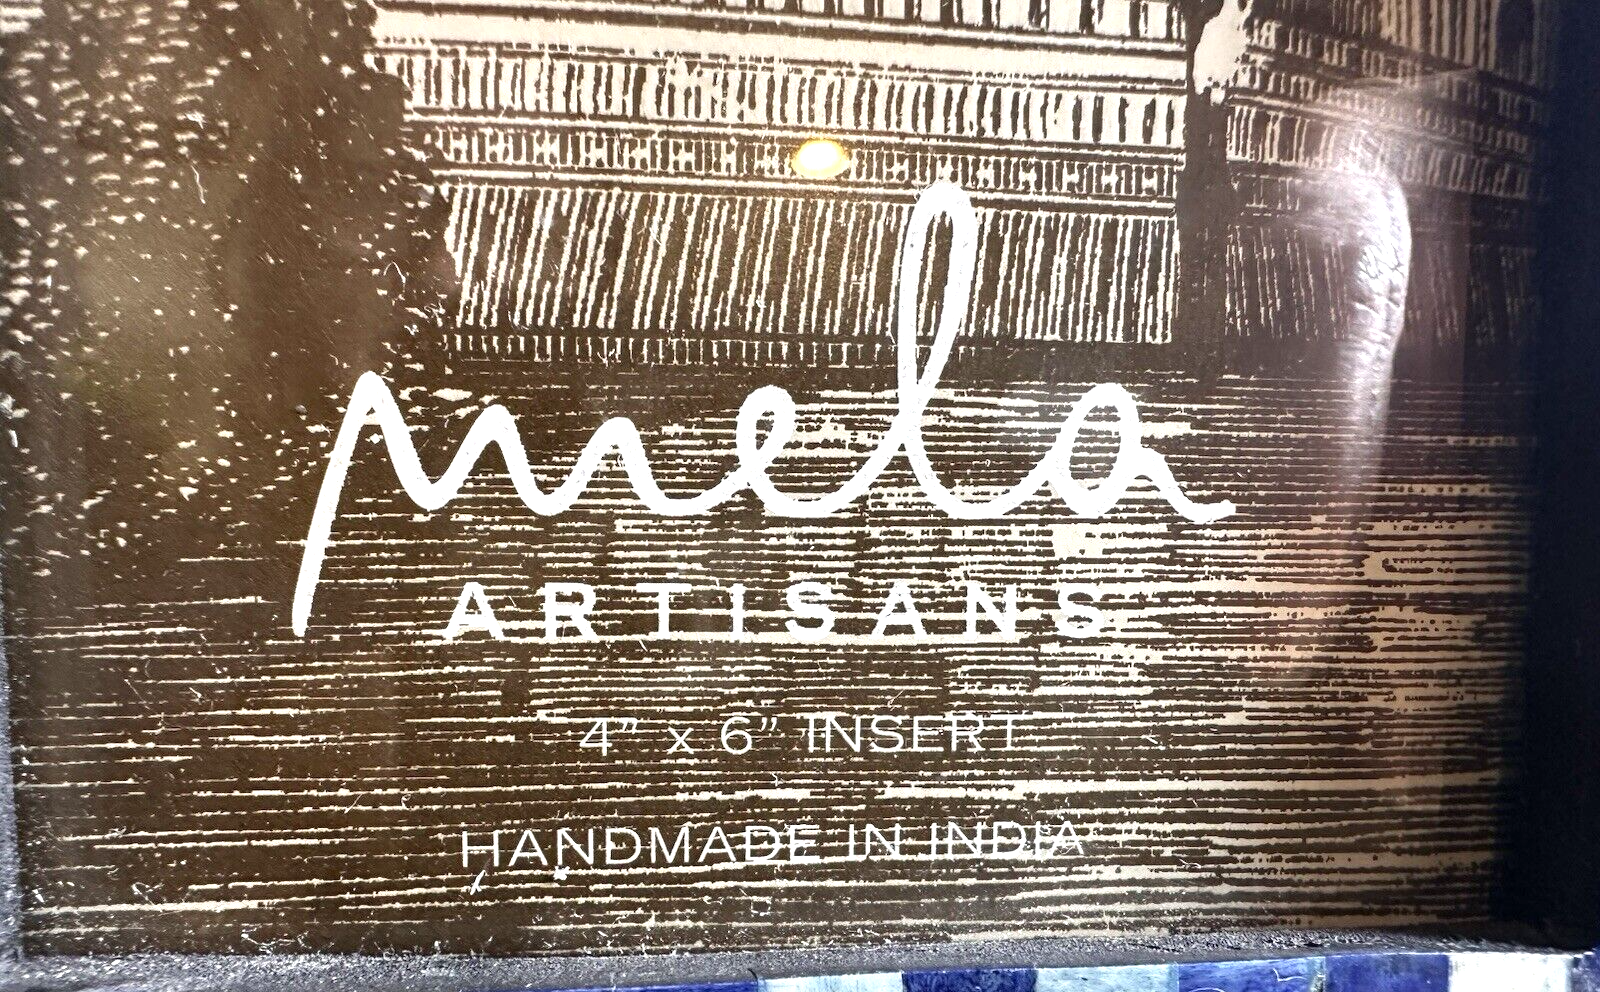 mela
ARTISANS
4” x 6” INSERT
HANDMADE IN INDIA